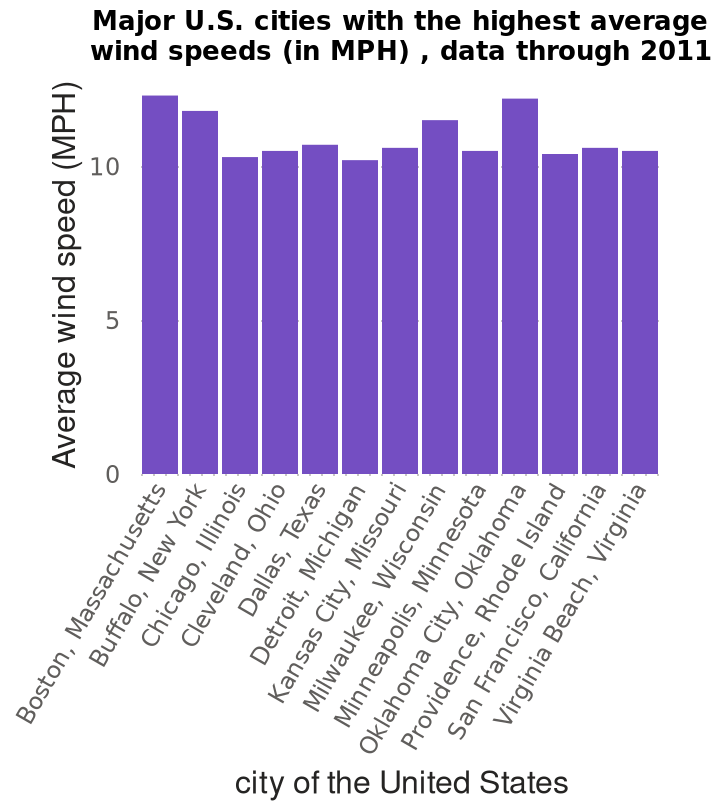 Major U.S. cities with the highest average
wind speeds (in MPH) , data through 2011
Average wind speed (MPH)
10
5
0
Boston, Massachusetts
Buffalo, New York
Chicago, Illinois
Cleveland, Ohio
Dallas, Texas
Detroit, Michigan
Kansas City, Missouri
Milwaukee, Wisconsin
Minneapolis, Minnesota
Oklahoma City, Oklahoma
Providence, Rhode Island
San Francisco, California
Virginia Beach, Virginia
city of the United States